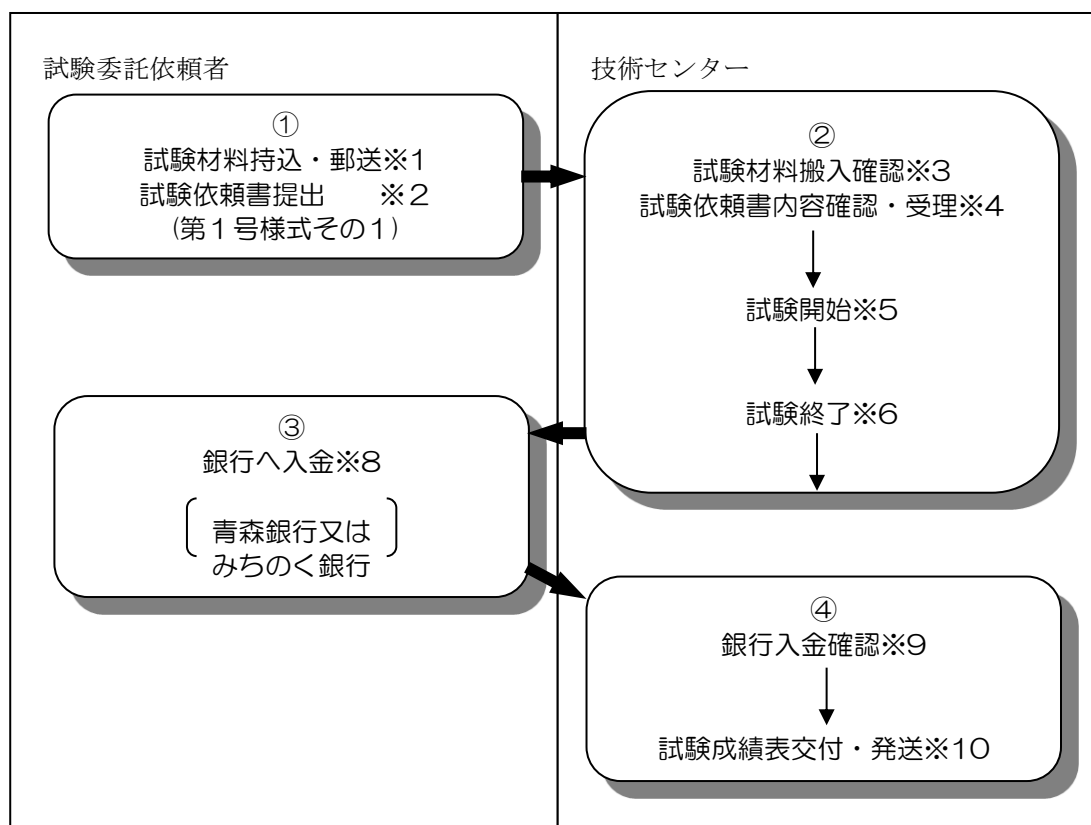 試験委託依頼者
技術センター
①
試験材料持込・郵送※1
試験依頼書提出　　※2
(第1号様式その1)
②
試験材料搬入確認※3
試験依頼書内容確認・受理※4
試験開始※5
試験終了※6
③
銀行へ入金※8
青森銀行又は
みちのく銀行
④
銀行入金確認※9
試験成績表交付・発送※10